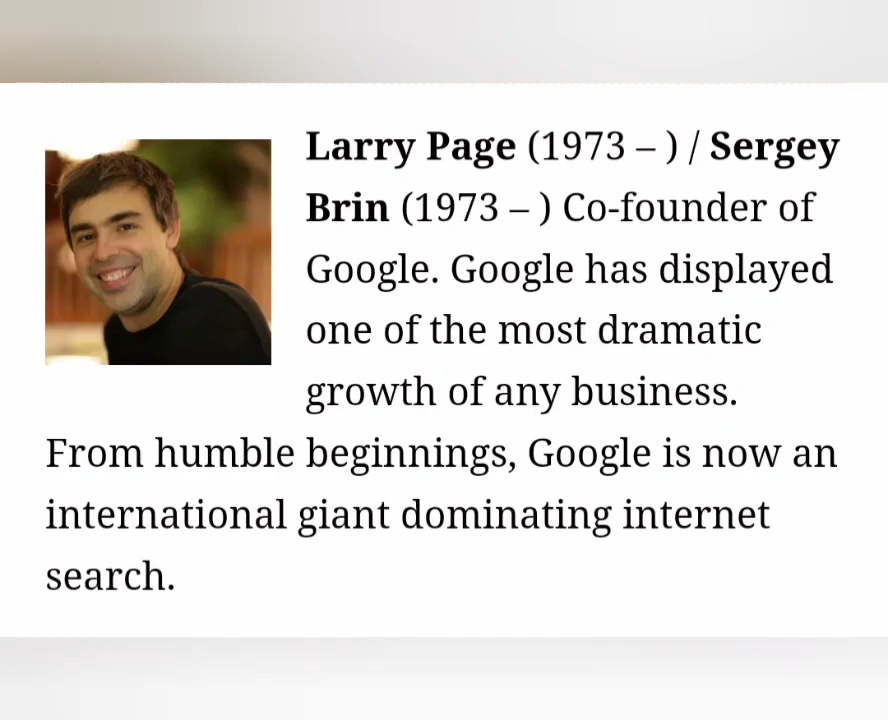 Larry Page (1973 – ) / Sergey
Brin (1973 – ) Co-founder of
Google. Google has displayed
one of the most dramatic
growth of any business.
From humble beginnings, Google is now an
international giant dominating internet
search.